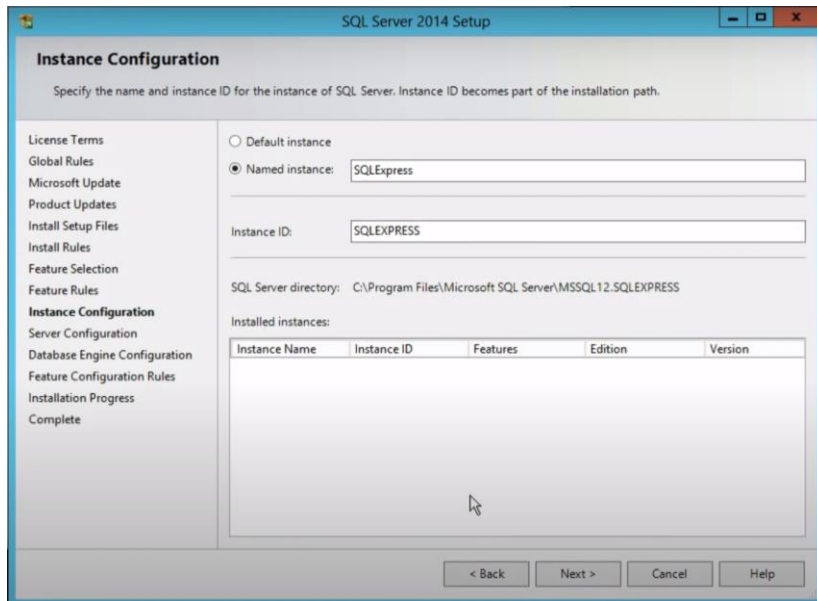 SQL Server 2014 Setup
Instance Configuration
Specify the name and instance ID for the instance of SQL Server. Instance ID becomes part of the installation path.
License Terms
Global Rules
Microsoft Update
Product Updates
Install Setup Files
Install Rules
Feature Selection
Feature Rules
Instance Configuration
Server Configuration
Database Engine Configuration
Feature Configuration Rules
Installation Progress
Complete
Default instance
Named instance: SQLExpress
Instance ID: SQLEXPRESS
SQL Server directory: C:\Program Files\Microsoft SQL Server\MSSQL12.SQLEXPRESS
Installed instances:
Instance Name Instance ID Features Edition Version
< Back Next > Cancel Help